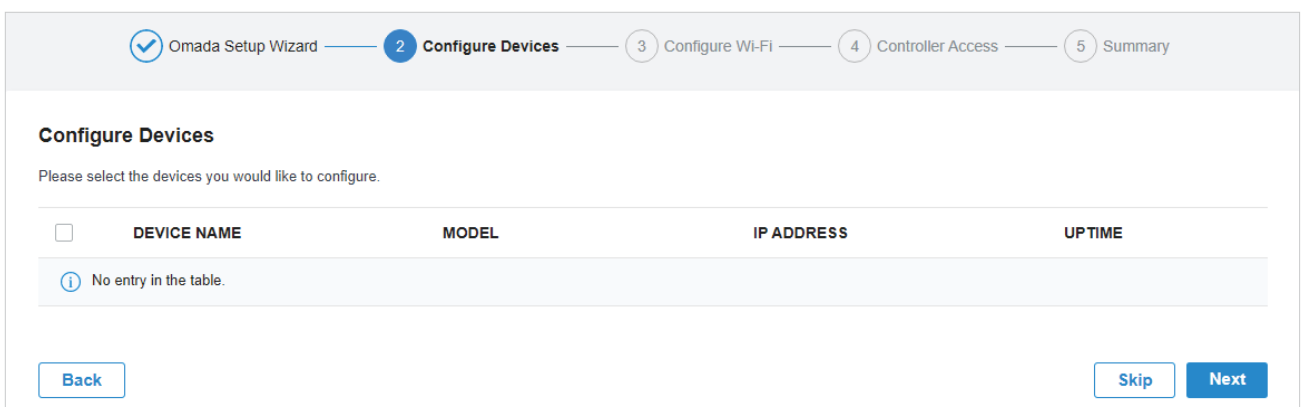 Omada Setup Wizard 2 Configure Devices 3 Configure Wi-Fi 4 Controller Access 5 Summary
Configure Devices
Please select the devices you would like to configure.
DEVICE NAME MODEL IP ADDRESS UPTIME
No entry in the table.
Back Skip Next